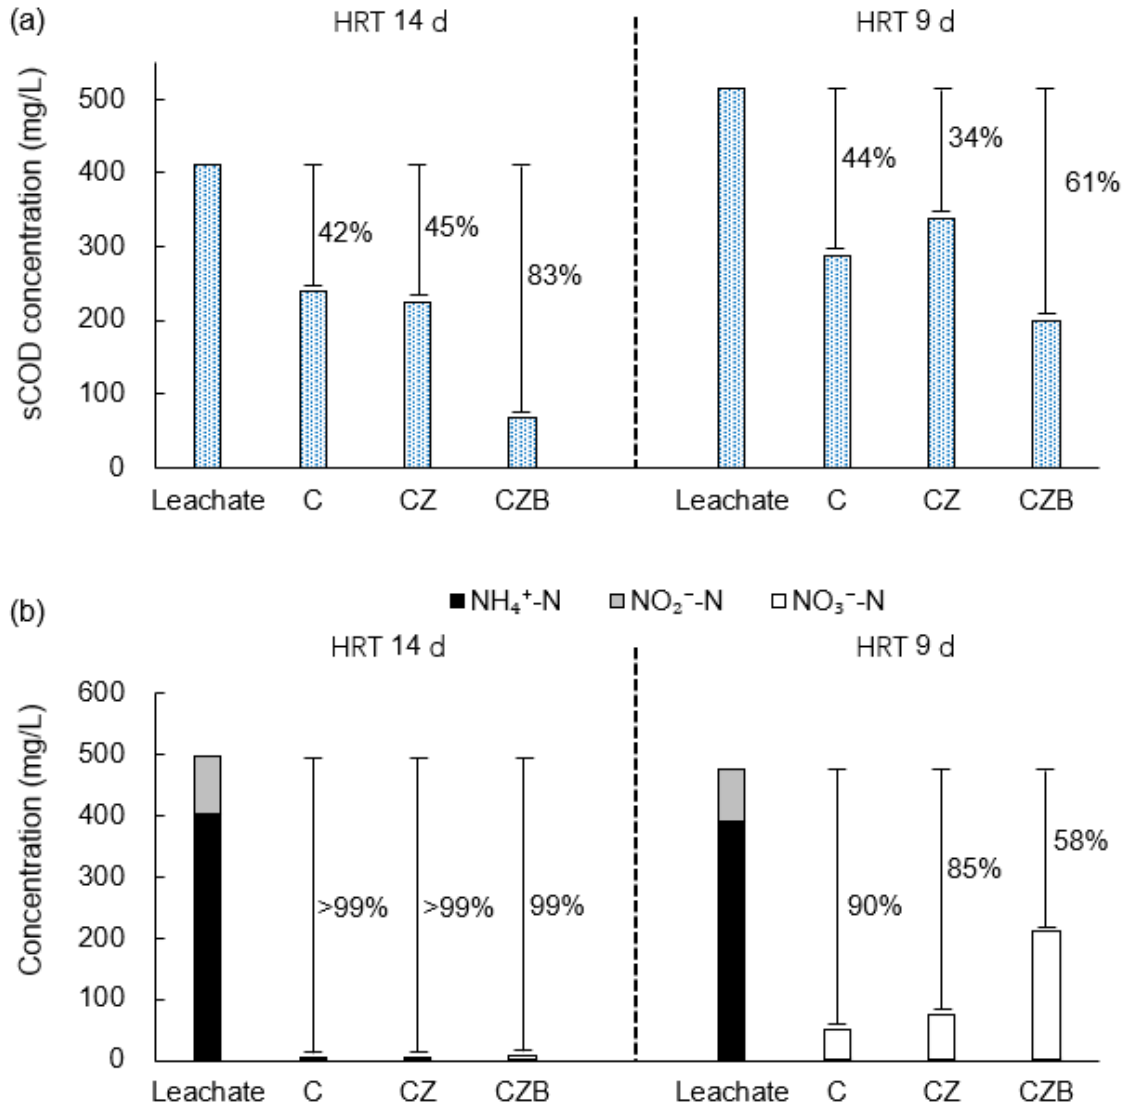 (a)
HRT 14 d
HRT 9 d
sCOD concentration (mg/L)
500
400
300
200
100
0
42%
45%
83%
44%
34%
61%
Leachate C CZ CZB
Leachate C CZ CZB
(b)
NH₄⁺-N NO₂⁻-N NO₃⁻-N
HRT 14 d
HRT 9 d
Concentration (mg/L)
600
500
400
300
200
100
0
>99%
>99%
99%
90%
85%
58%
Leachate C CZ CZB
Leachate C CZ CZB